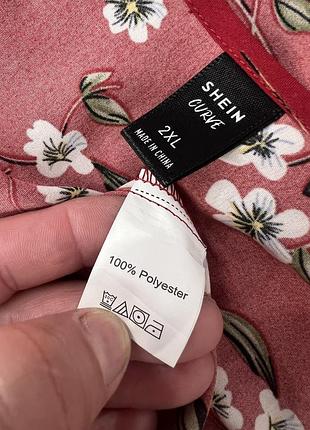 SHEIN
CURVE
2XL
MADE IN CHINA
100% Polyester